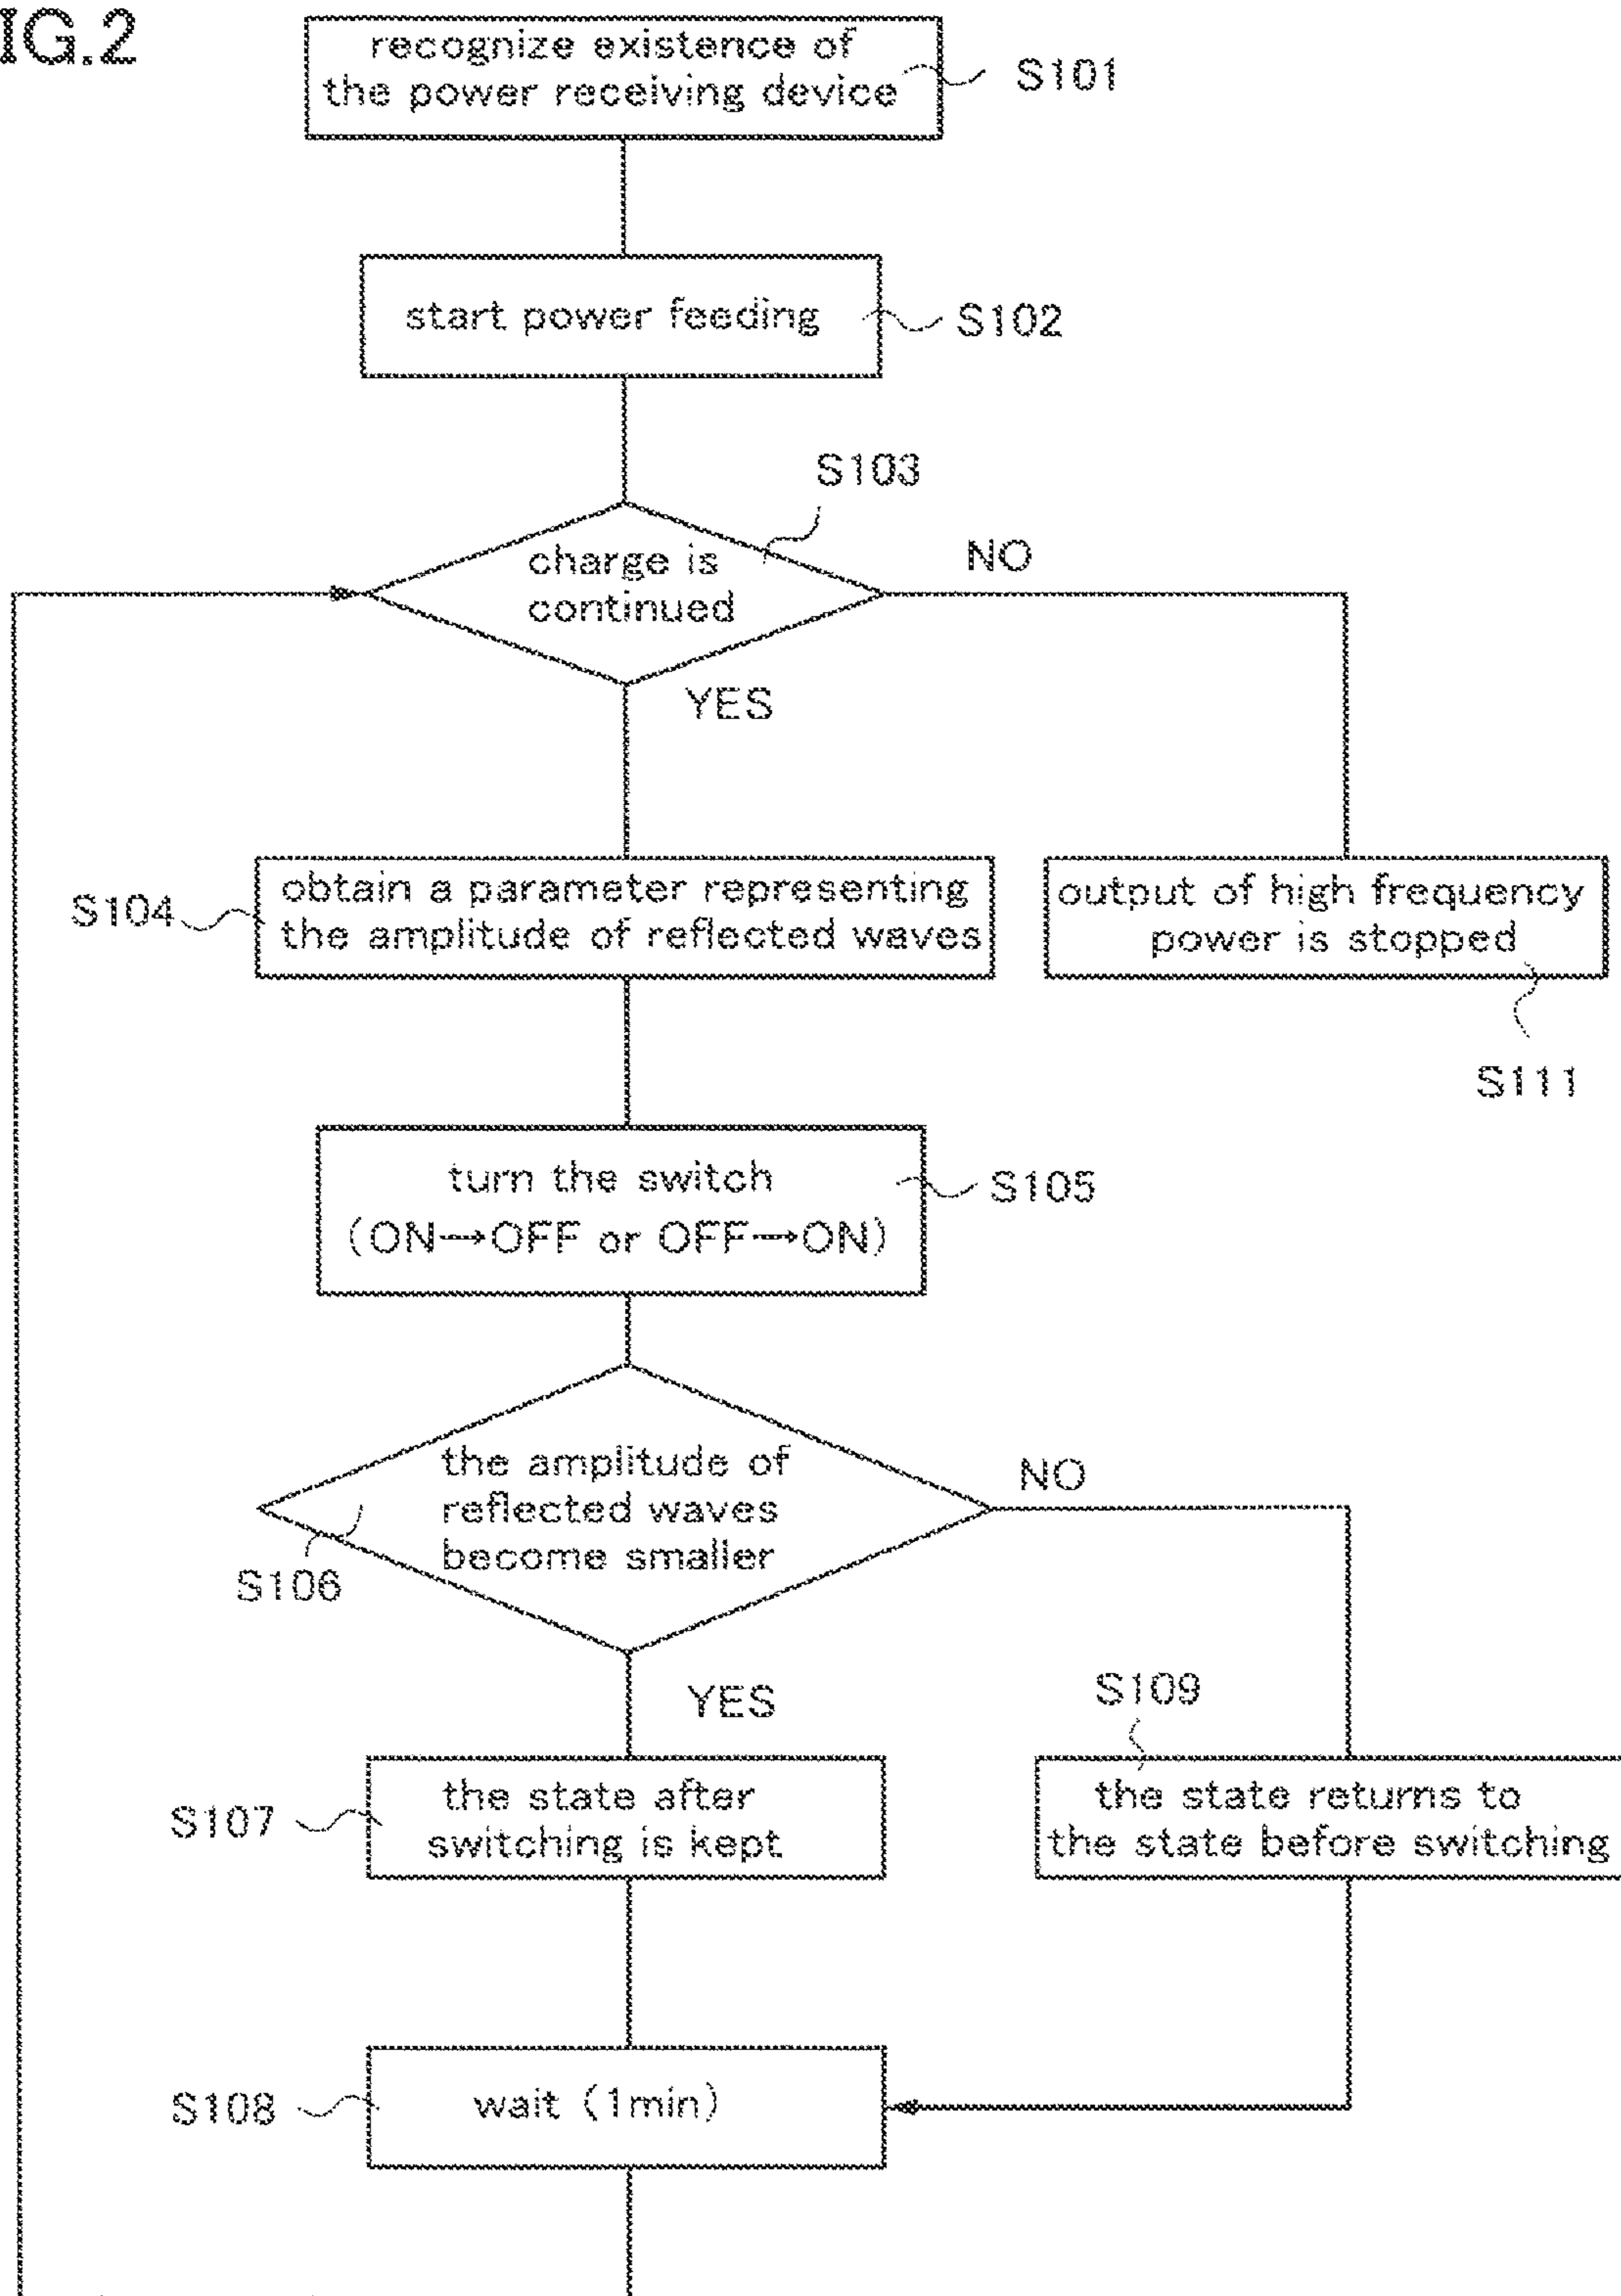 IG.2
recognize existence of
the power receiving device
S101
start power feeding
S102
S103
charge is
continued
NO
YES
S104
obtain a parameter representing
the amplitude of reflected waves
output of high frequency
power is stopped
S111
turn the switch
(ON→OFF or OFF→ON)
S105
the amplitude of
reflected waves
become smaller
NO
S106
YES
S109
S107
the state after
switching is kept
the state returns to
the state before switching
S108
wait (1min)